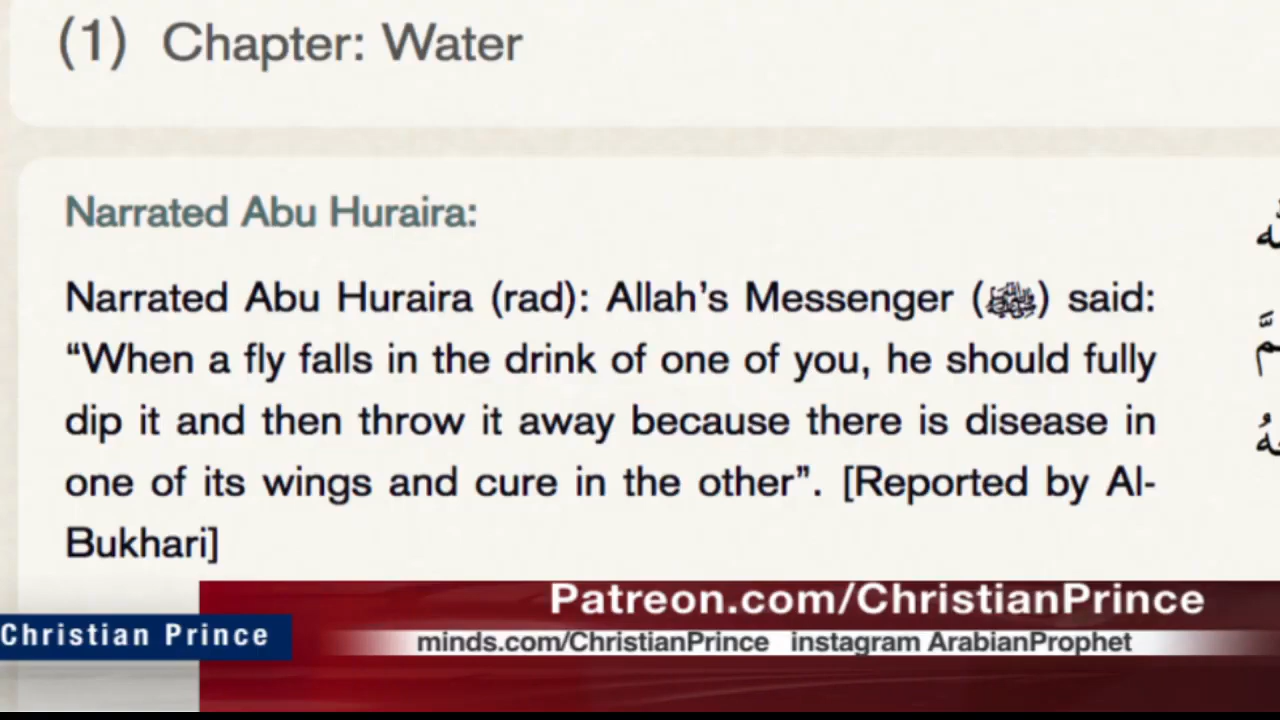 (1) Chapter: Water
Narrated Abu Huraira:
Narrated Abu Huraira (rad): Allah's Messenger (ﷺ) said:
“When a fly falls in the drink of one of you, he should fully
dip it and then throw it away because there is disease in
one of its wings and cure in the other”. [Reported by Al-
Bukhari]
Patreon.com/ChristianPrince
Christian Prince
minds.com/ChristianPrince instagram ArabianProphet